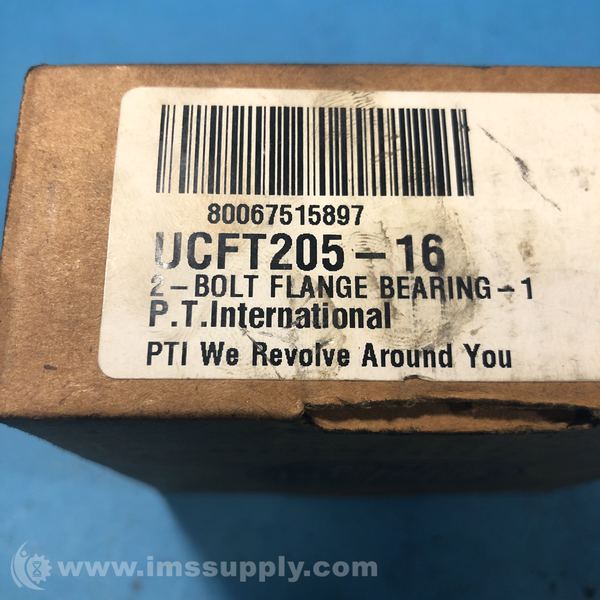 80067515897
UCFT205-16
2-BOLT FLANGE BEARING-1
P.T.International
PTI We Revolve Around You
www.imssupply.com